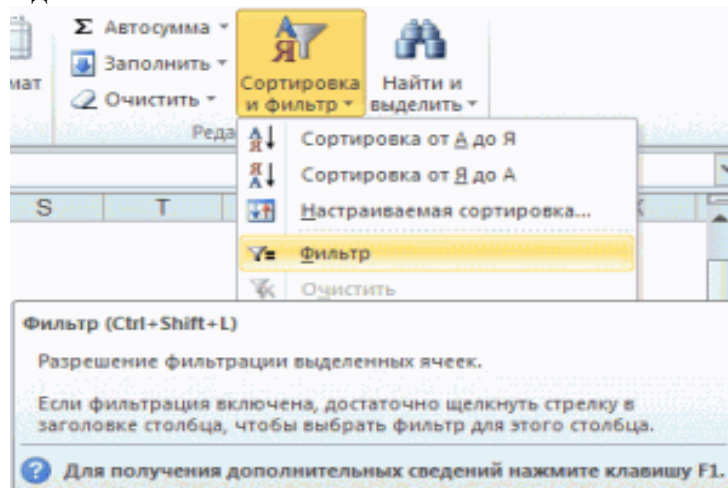 Σ Автосумма
Заполнить
Очистить
мат
Сортировка
и фильтр
Найти и
выделить
Реда
Сортировка от А до Я
Сортировка от Я до А
Настраиваемая сортировка...
Фильтр
Очистить
S T
Фильтр (Ctrl+Shift+L)
Разрешение фильтрации выделенных ячеек.
Если фильтрация включена, достаточно щелкнуть стрелку в
заголовке столбца, чтобы выбрать фильтр для этого столбца.
Для получения дополнительных сведений нажмите клавишу F1.